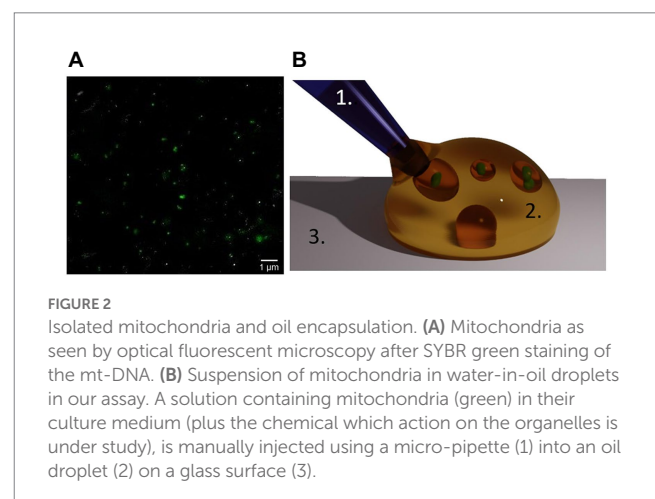 A
B
1.
2.
3.
1 μm
FIGURE 2
Isolated mitochondria and oil encapsulation. (A) Mitochondria as
seen by optical fluorescent microscopy after SYBR green staining of
the mt-DNA. (B) Suspension of mitochondria in water-in-oil droplets
in our assay. A solution containing mitochondria (green) in their
culture medium (plus the chemical which action on the organelles is
under study), is manually injected using a micro-pipette (1) into an oil
droplet (2) on a glass surface (3).